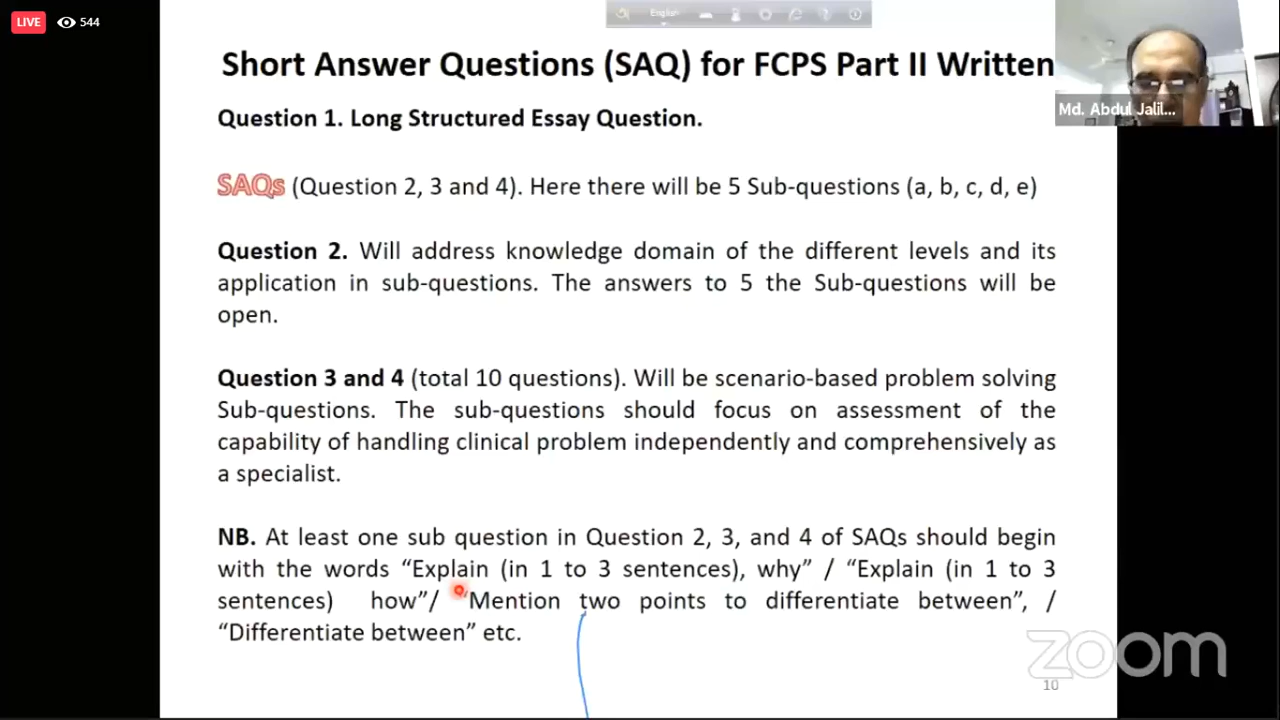 LIVE 544
English
Short Answer Questions (SAQ) for FCPS Part II Written
Md. Abdul Jalil...
Question 1. Long Structured Essay Question.
SAQs (Question 2, 3 and 4). Here there will be 5 Sub-questions (a, b, c, d, e)
Question 2. Will address knowledge domain of the different levels and its
application in sub-questions. The answers to 5 the Sub-questions will be
open.
Question 3 and 4 (total 10 questions). Will be scenario-based problem solving
Sub-questions. The sub-questions should focus on assessment of the
capability of handling clinical problem independently and comprehensively as
a specialist.
NB. At least one sub question in Question 2, 3, and 4 of SAQs should begin
with the words “Explain (in 1 to 3 sentences), why” / “Explain (in 1 to 3
sentences) how”/ “Mention two points to differentiate between”, /
“Differentiate between” etc.
zoom
10